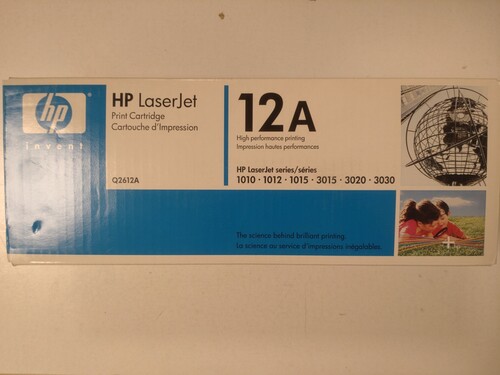 hp
invent
HP LaserJet
Print Cartridge
Cartouche d'Impression
Q2612A
12A
High performance printing
Impression hautes performances
HP LaserJet series/séries
1010 · 1012 · 1015 · 3015 · 3020 · 3030
The science behind brilliant printing.
La science au service d'impressions inégalables.